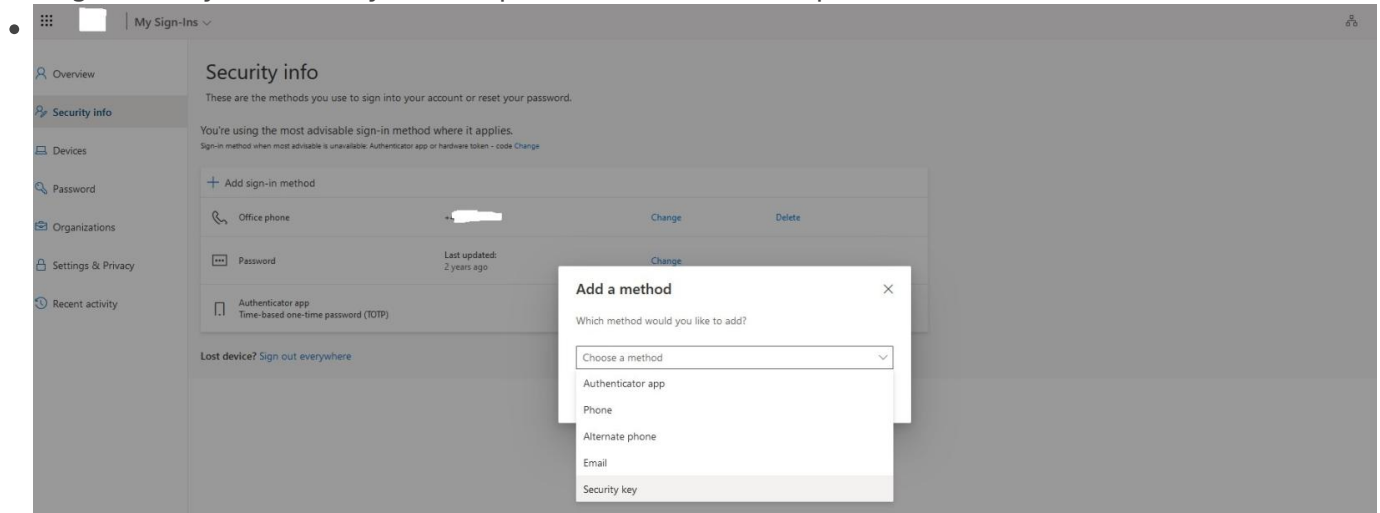 My Sign-Ins
Overview
Security info
Devices
Password
Organizations
Settings & Privacy
Recent activity
Security info
These are the methods you use to sign into your account or reset your password.
You're using the most advisable sign-in method where it applies.
Sign-in method when most advisable is unavailable: Authenticator app or hardware token - code Change
+ Add sign-in method
Office phone Change Delete
Password Last updated: Change
2 years ago
Authenticator app
Time-based one-time password (TOTP)
Lost device? Sign out everywhere
Add a method
Which method would you like to add?
Choose a method
Authenticator app
Phone
Alternate phone
Email
Security key